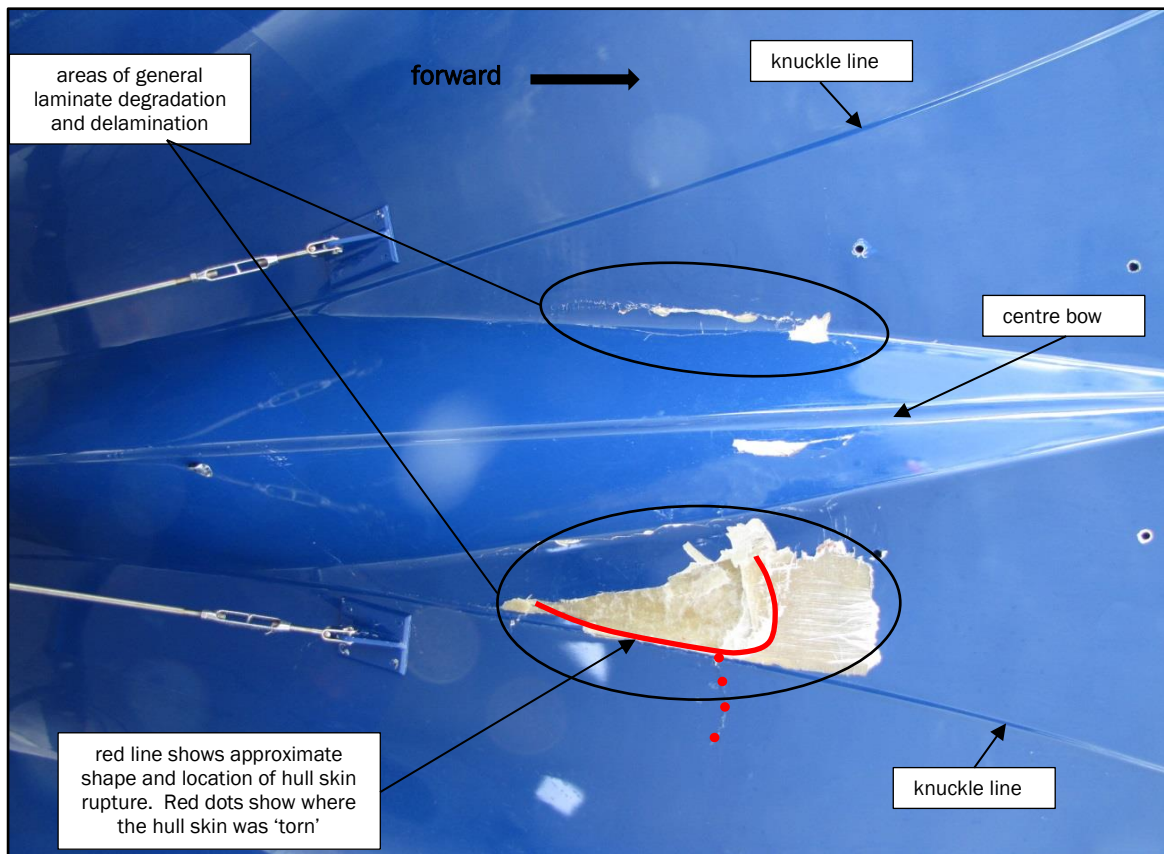 areas of general
laminate degradation
and delamination
forward
knuckle line
centre bow
red line shows approximate
shape and location of hull skin
rupture.  Red dots show where
the hull skin was ‘torn’
knuckle line